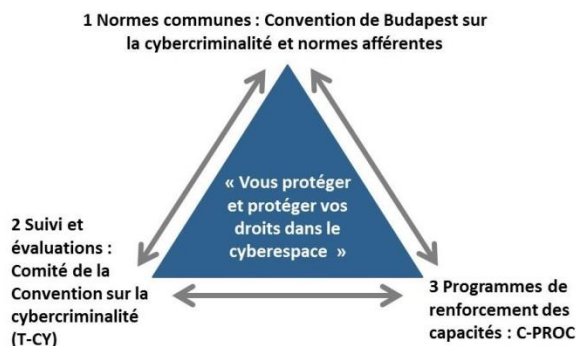 1 Normes communes : Convention de Budapest sur
la cybercriminalité et normes afférentes
« Vous protéger
et protéger vos
droits dans le
cyberespace »
2 Suivi et
évaluations :
Comité de la
Convention sur la
cybercriminalité
(T-CY)
3 Programmes de
renforcement des
capacités : C-PROC